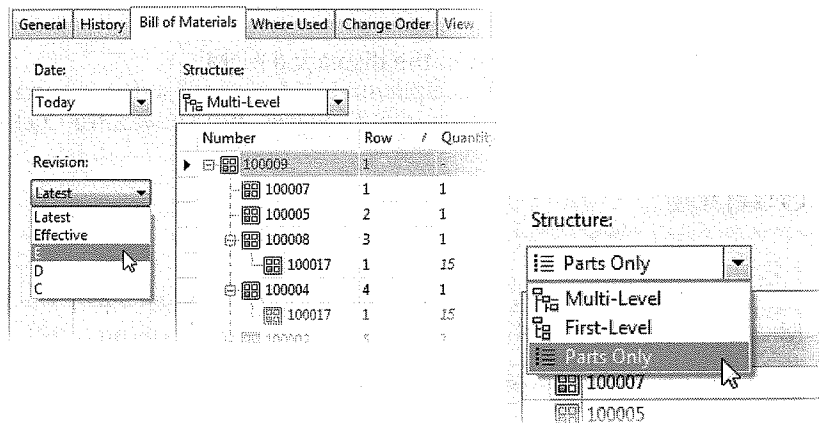 General History Bill of Materials Where Used Change Order View
Date: Structure:
Today Multi-Level
Number Row / Quantit
Revision: 100009 1 -
Latest 100007 1 1
Latest 100005 2 1
Effective 100008 3 1
E 100017 1 15
D 100004 4 1
C 100017 1 15
Structure:
Parts Only
Multi-Level
First-Level
Parts Only
100007
100005